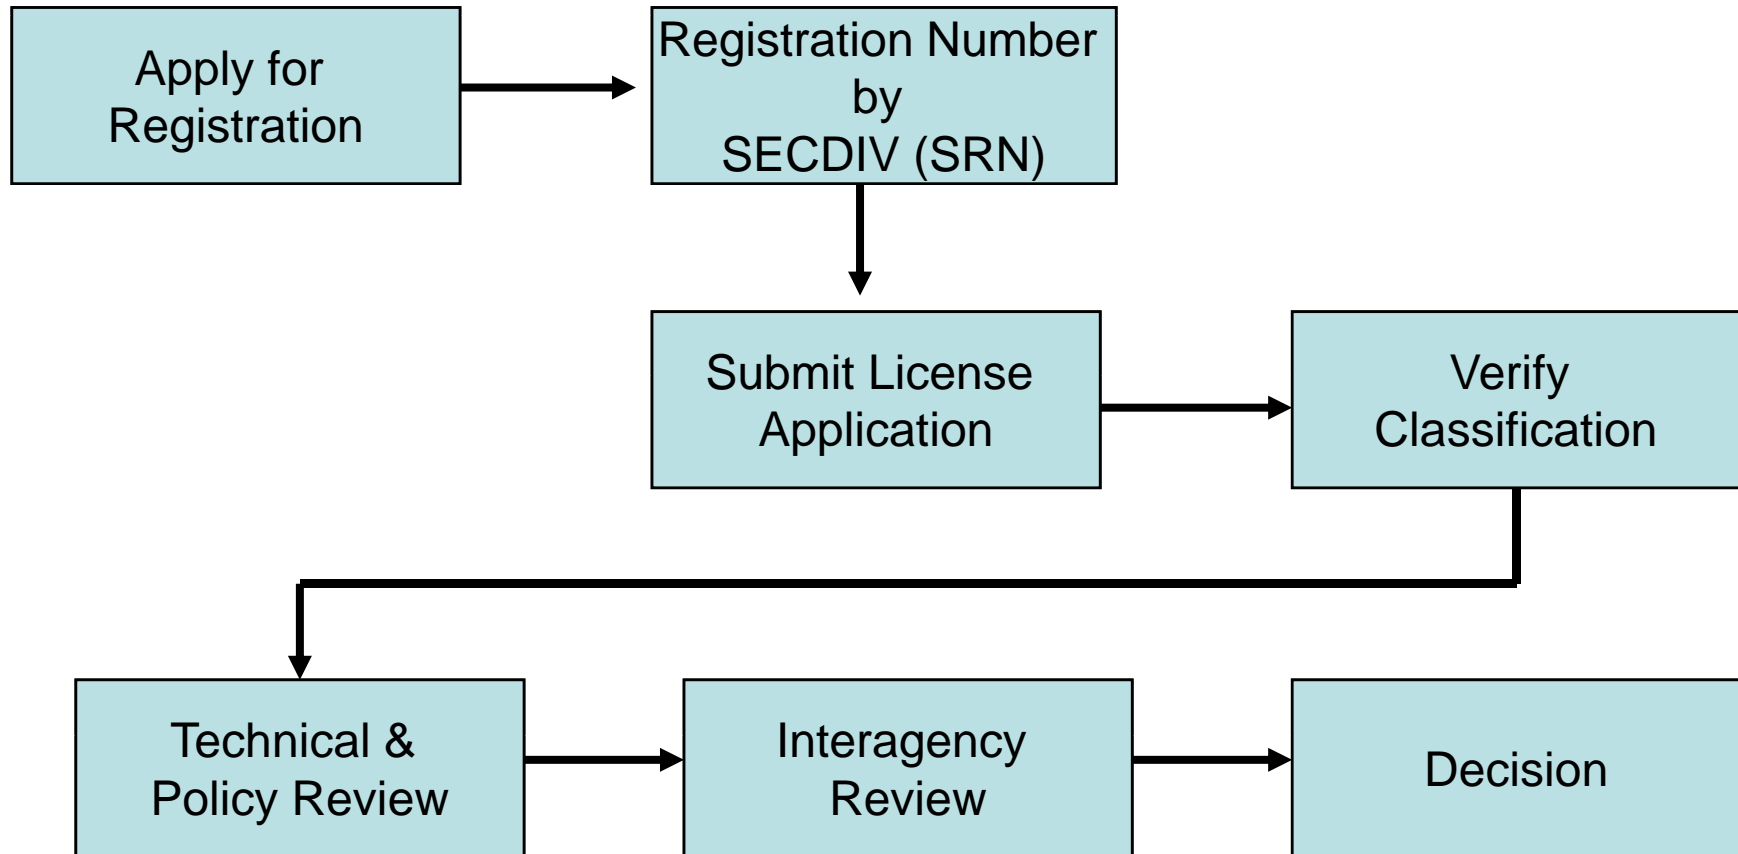 Apply for
Registration
Registration Number
by
SECDIV (SRN)
Submit License
Application
Verify
Classification
Technical &
Policy Review
Interagency
Review
Decision